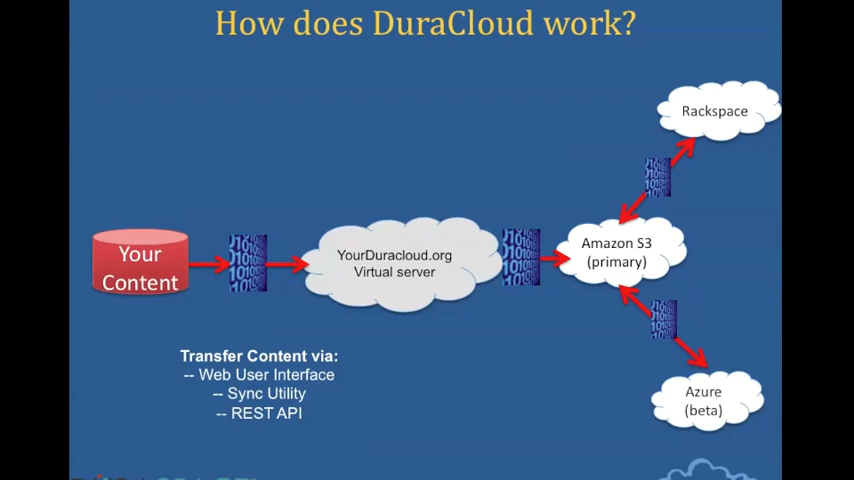 How does DuraCloud work?
Rackspace
Your
Content
YourDuracloud.org
Virtual server
Amazon S3
(primary)
Transfer Content via:
-- Web User Interface
-- Sync Utility
-- REST API
Azure
(beta)